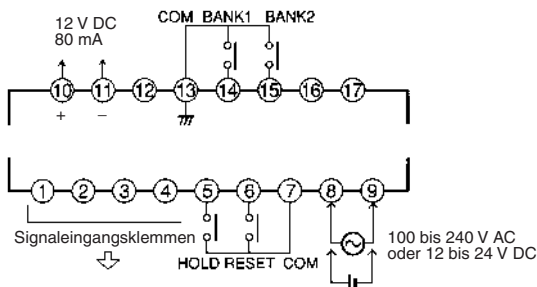 12 V DC
80 mA
COM BANK1 BANK2
10 11 12 13 14 15 16 17
+ −
1 2 3 4 5 6 7 8 9
Signaleingangsklemmen
HOLD RESET COM
100 bis 240 V AC
oder 12 bis 24 V DC